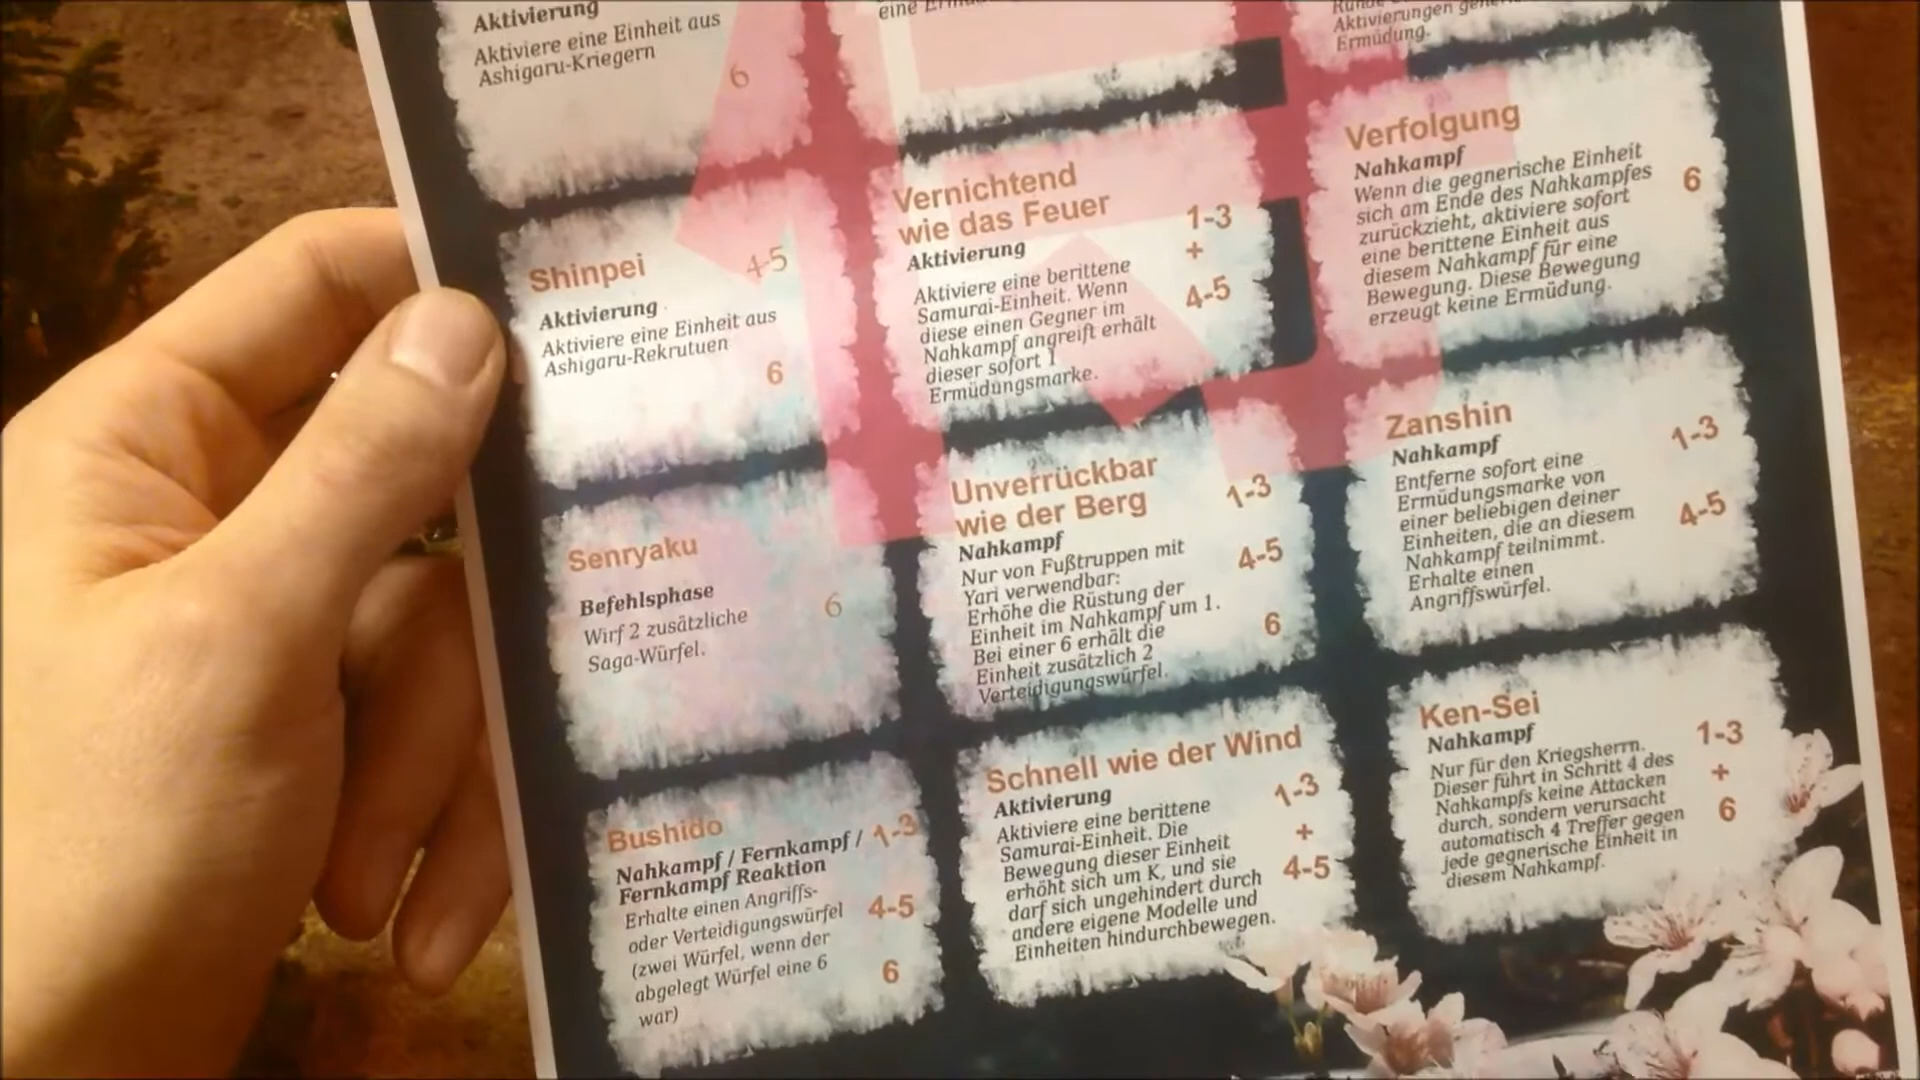 Aktivierung
Aktiviere eine Einheit aus
Ashigaru-Kriegern
6
Shinpei
4-5
Aktivierung
Aktiviere eine Einheit aus
Ashigaru-Rekrutuen
6
Senryaku
Befehlsphase
Wirf 2 zusätzliche
Saga-Würfel.
6
Bushido
Nahkampf / Fernkampf /
Fernkampf Reaktion
1-3
Erhalte einen Angriffs-
oder Verteidigungswürfel
(zwei Würfel, wenn der
abgelegt Würfel eine 6
war)
4-5
6
eine
Vernichtend
wie das Feuer
Aktivierung
1-3
+
4-5
Aktiviere eine berittene
Samurai-Einheit. Wenn
diese einen Gegner im
Nahkampf angreift erhält
dieser sofort 1
Ermüdungsmarke.
Unverrückbar
wie der Berg
Nahkampf
1-3
4-5
6
Nur von Fußtruppen mit
Yari verwendbar:
Erhöhe die Rüstung der
Einheit im Nahkampf um 1.
Bei einer 6 erhält die
Einheit zusätzlich 2
Verteidigungswürfel.
Schnell wie der Wind
Aktivierung
1-3
+
4-5
Aktiviere eine berittene
Samurai-Einheit. Die
Bewegung dieser Einheit
erhöht sich um K, und sie
darf sich ungehindert durch
andere eigene Modelle und
Einheiten hindurchbewegen.
Aktivierungen
Ermüdung.
Verfolgung
Nahkampf
6
Wenn die gegnerische Einheit
sich am Ende des Nahkampfes
zurückzieht, aktiviere sofort
eine berittene Einheit aus
diesem Nahkampf für eine
Bewegung. Diese Bewegung
erzeugt keine Ermüdung.
Zanshin
Nahkampf
1-3
4-5
Entferne sofort eine
Ermüdungsmarke von
einer beliebigen deiner
Einheiten, die an diesem
Nahkampf teilnimmt.
Erhalte einen
Angriffswürfel.
Ken-Sei
Nahkampf
1-3
+
6
Nur für den Kriegsherrn.
Dieser führt in Schritt 4 des
Nahkampfs keine Attacken
durch, sondern verursacht
automatisch 4 Treffer gegen
jede gegnerische Einheit in
diesem Nahkampf.